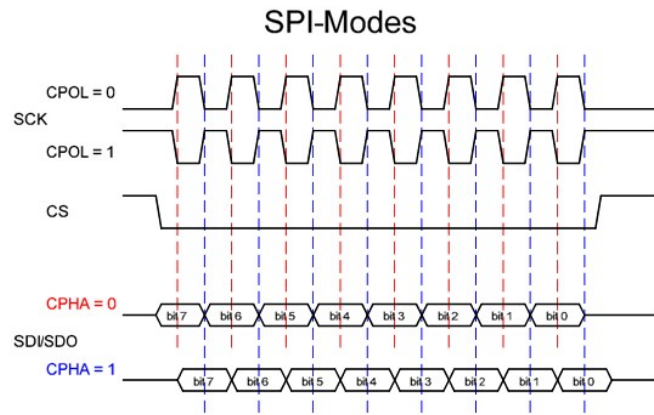 SPI-Modes
CPOL = 0
SCK
CPOL = 1
CS
CPHA = 0
bit 7 bit 6 bit 5 bit 4 bit 3 bit 2 bit 1 bit 0
SDI/SDO
CPHA = 1
bit 7 bit 6 bit 5 bit 4 bit 3 bit 2 bit 1 bit 0